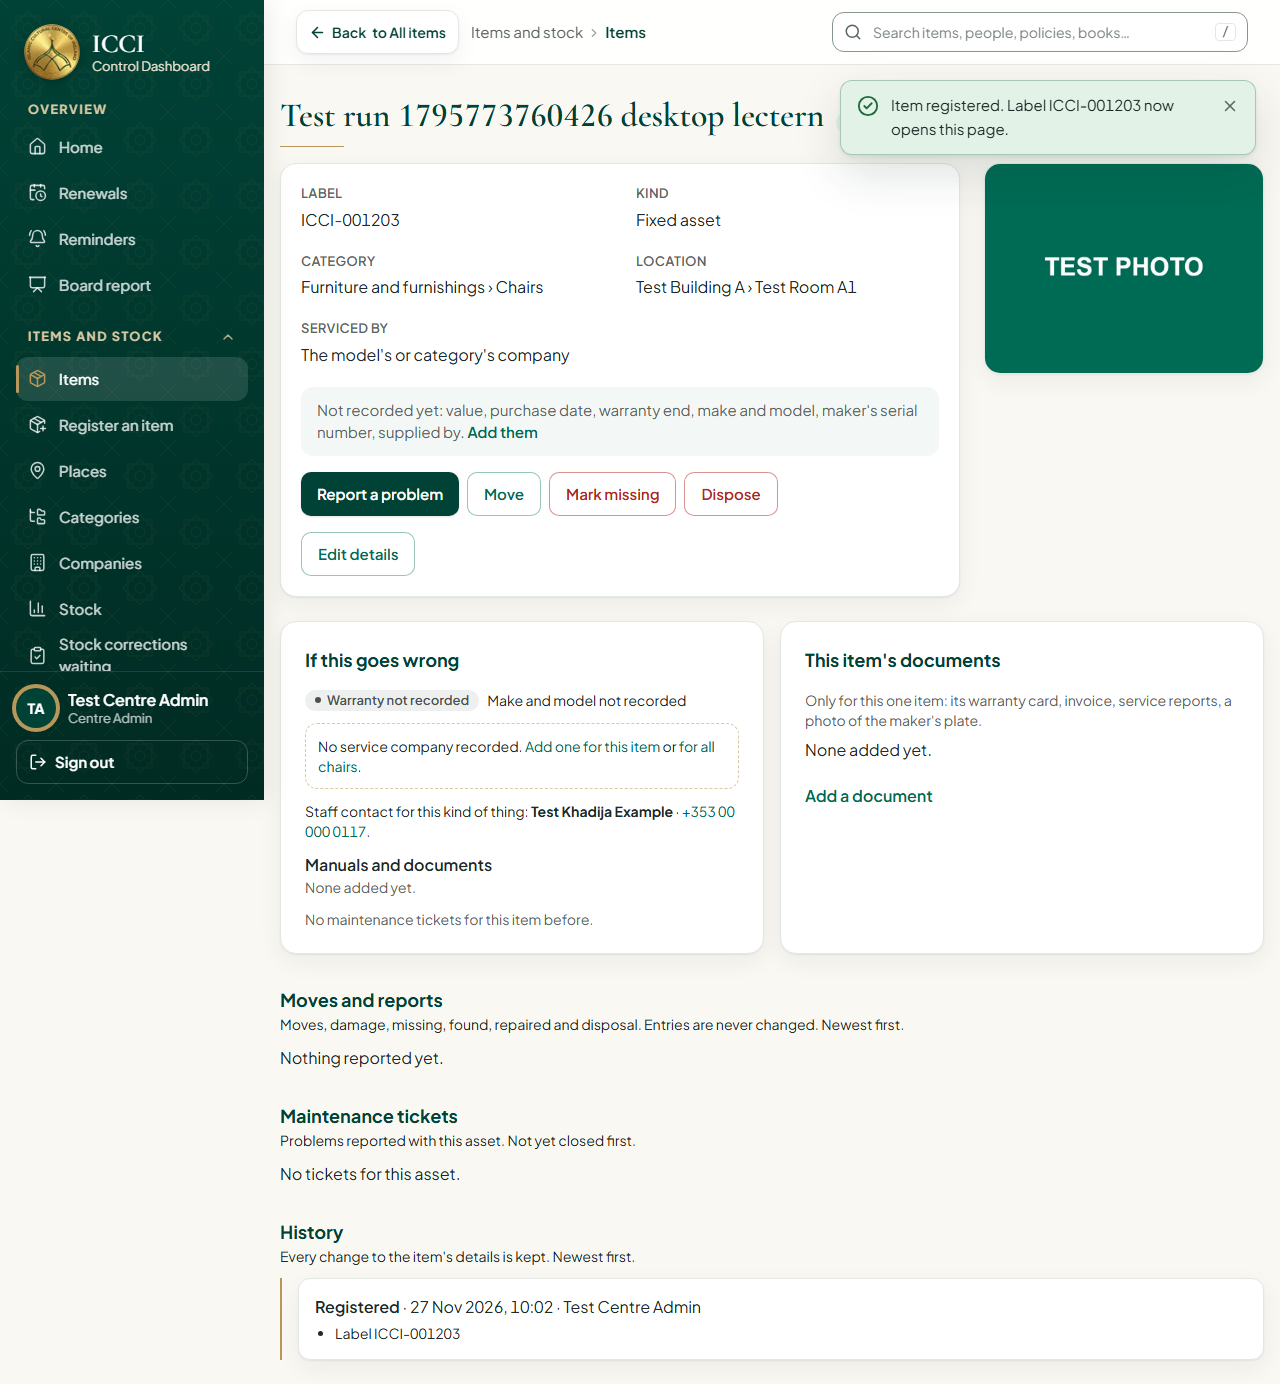 ICCI
Control Dashboard
OVERVIEW
Home
Renewals
Reminders
Board report
ITEMS AND STOCK
Items
Register an item
Places
Categories
Companies
Stock
Stock corrections
waiting
TA
Test Centre Admin
Centre Admin
Sign out
Back to All items
Items and stock
Items
Search items, people, policies, books…
/
Test run 1795773760426 desktop lectern
Item registered. Label ICCI-001203 now
opens this page.
LABEL
ICCI-001203
KIND
Fixed asset
CATEGORY
Furniture and furnishings › Chairs
LOCATION
Test Building A › Test Room A1
SERVICED BY
The model's or category's company
Not recorded yet: value, purchase date, warranty end, make and model, maker's serial
number, supplied by. Add them
Report a problem
Move
Mark missing
Dispose
Edit details
TEST PHOTO
If this goes wrong
Warranty not recorded
Make and model not recorded
No service company recorded. Add one for this item or for all
chairs.
Staff contact for this kind of thing: Test Khadija Example · +353 00
000 0117.
Manuals and documents
None added yet.
No maintenance tickets for this item before.
This item's documents
Only for this one item: its warranty card, invoice, service reports, a
photo of the maker's plate.
None added yet.
Add a document
Moves and reports
Moves, damage, missing, found, repaired and disposal. Entries are never changed. Newest first.
Nothing reported yet.
Maintenance tickets
Problems reported with this asset. Not yet closed first.
No tickets for this asset.
History
Every change to the item's details is kept. Newest first.
Registered · 27 Nov 2026, 10:02 · Test Centre Admin
• Label ICCI-001203